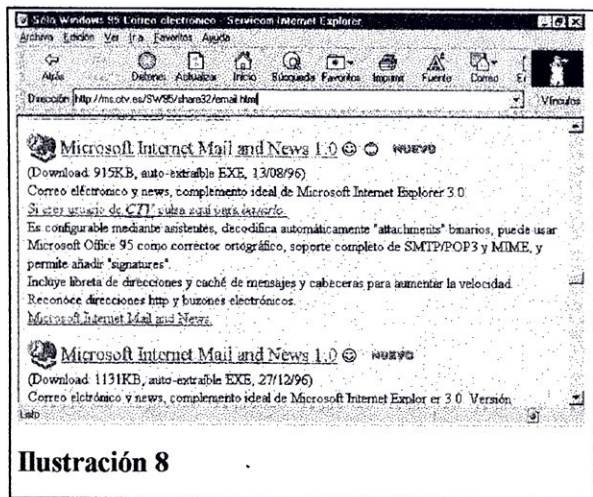 Sólo Windows 95 Correo electrónico - Servicom Internet Explorer
Archivo Edición Ver Ir a Favoritos Ayuda
Atrás Detener Actualizar Inicio Búsqueda Favoritos Imprimir Fuente Correo
Dirección http://ms.ctv.es/SW95/share32/email.html Vínculos
Microsoft Internet Mail and News 1.0 NUEVO
(Download 915KB, auto-extraíble EXE, 13/08/96)
Correo eléctronico y news, complemento ideal de Microsoft Internet Explorer 3.0
Si eres usuario de CTV pulsa aquí para bajarlo.
Es configurable mediante asistentes, decodifica automáticamente "attachments" binarios, puede usar
Microsoft Office 95 como corrector ortográfico, soporte completo de SMTP/POP3 y MIME, y
permite añadir "signatures".
Incluye libreta de direcciones y caché de mensajes y cabeceras para aumentar la velocidad.
Reconoce direcciones http y buzones electrónicos.
Microsoft Internet Mail and News.
Microsoft Internet Mail and News 1.0 NUEVO
(Download 1131KB, auto-extraíble EXE, 27/12/96)
Correo elctrónico y news, complemento ideal de Microsoft Internet Explor er 3.0 Versión
Listo
Ilustración 8